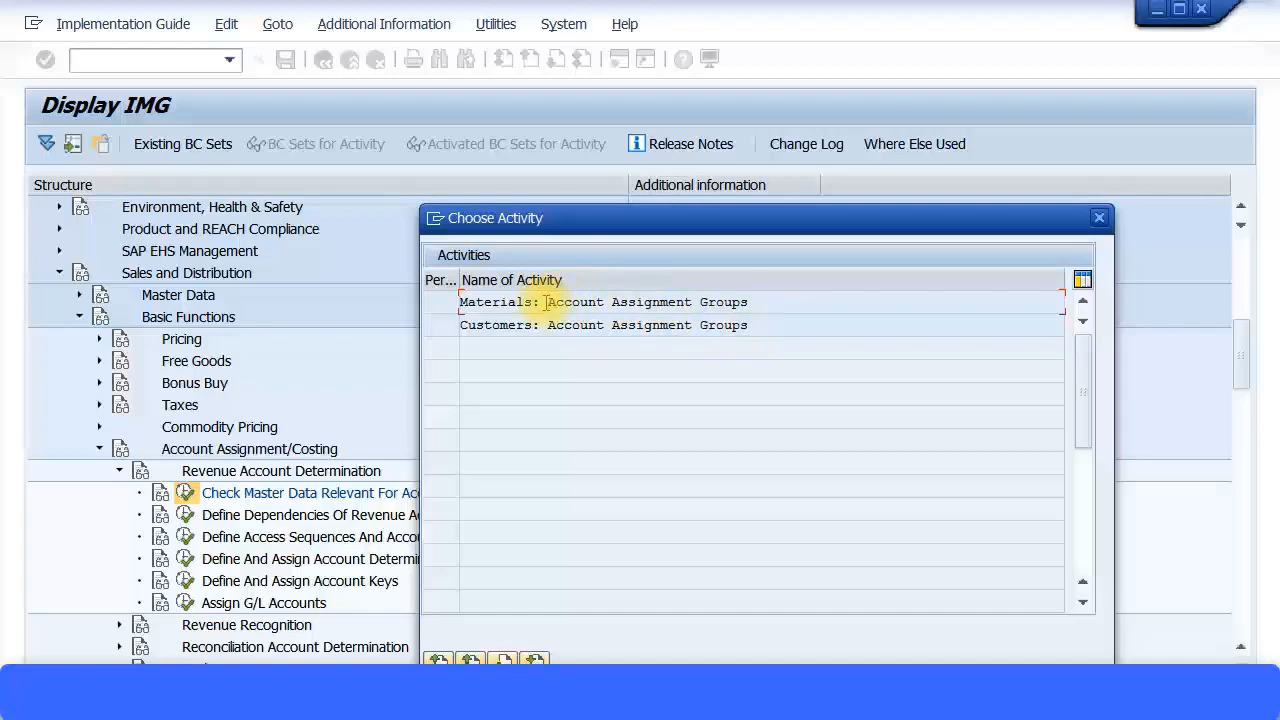 Implementation Guide Edit Goto Additional Information Utilities System Help
Display IMG
Existing BC Sets BC Sets for Activity Activated BC Sets for Activity Release Notes Change Log Where Else Used
Structure Additional information
Environment, Health & Safety
Product and REACH Compliance
SAP EHS Management
Sales and Distribution
Master Data
Basic Functions
Pricing
Free Goods
Bonus Buy
Taxes
Commodity Pricing
Account Assignment/Costing
Revenue Account Determination
Check Master Data Relevant For Acc
Define Dependencies Of Revenue A
Define Access Sequences And Accou
Define And Assign Account Determi
Define And Assign Account Keys
Assign G/L Accounts
Revenue Recognition
Reconciliation Account Determination
Choose Activity
Activities
Per... Name of Activity
Materials: Account Assignment Groups
Customers: Account Assignment Groups